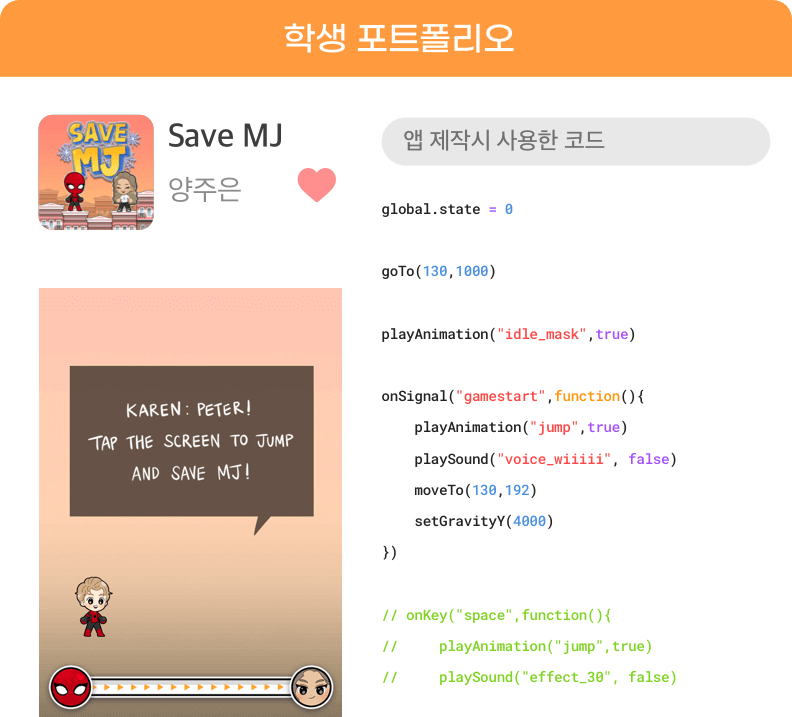 학생 포트폴리오
SAVE
MJ
Save MJ
양주은
KAREN: PETER!
TAP THE SCREEN TO JUMP
AND SAVE MJ!
앱 제작시 사용한 코드
global.state = 0
goTo(130,1000)
playAnimation("idle_mask",true)
onSignal("gamestart",function(){
    playAnimation("jump",true)
    playSound("voice_wiiiii", false)
    moveTo(130,192)
    setGravityY(4000)
})
// onKey("space",function(){
//     playAnimation("jump",true)
//     playSound("effect_30", false)